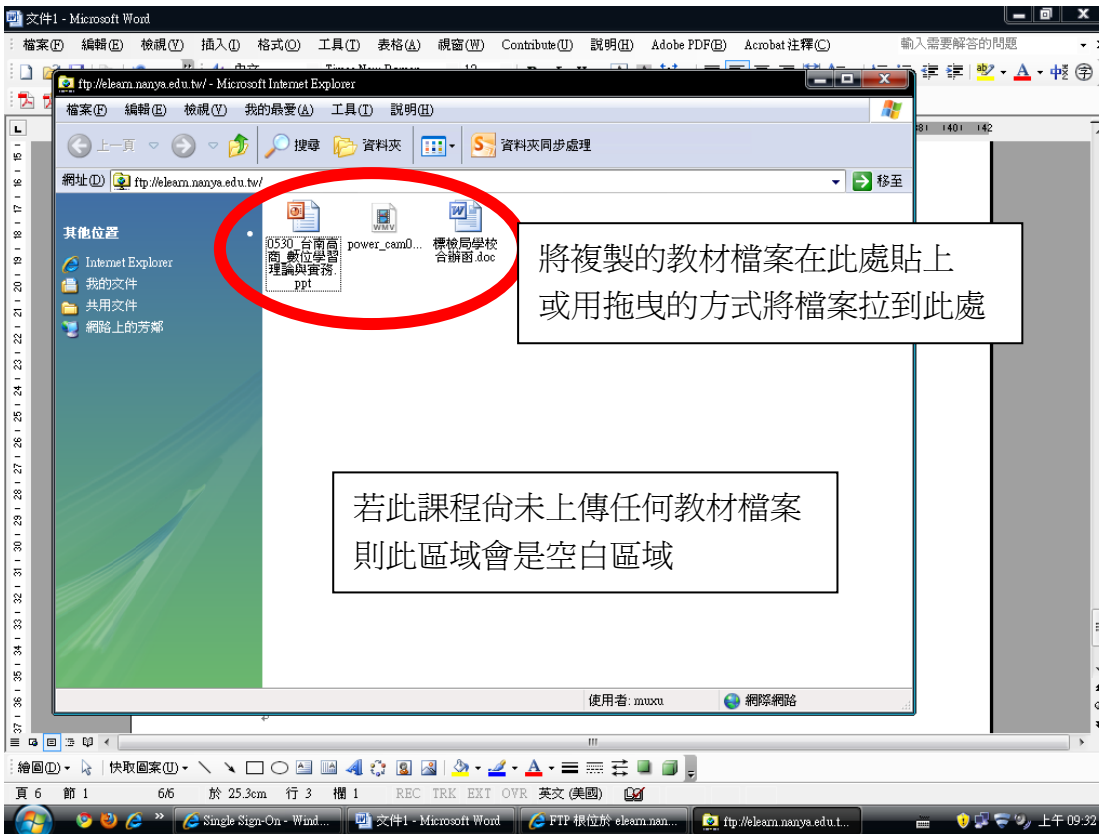 文件1 - Microsoft Word
檔案(F) 編輯(E) 檢視(V) 插入(I) 格式(O) 工具(T) 表格(A) 視窗(W) Contribute(U) 說明(H) Adobe PDF(B) Acrobat 注釋(C) 輸入需要解答的問題
ftp://elearn.nanya.edu.tw/ - Microsoft Internet Explorer
檔案(F) 編輯(E) 檢視(V) 我的最愛(A) 工具(T) 說明(H)
上一頁 搜尋 資料夾 資料夾同步處理
網址(D) ftp://elearn.nanya.edu.tw/ 移至
其他位置
Internet Explorer
我的文件
共用文件
網路上的芳鄰
0530_台南高
商_數位學習
理論與實務.
ppt
WMV
power_cam0...
標檢局學校
合辦函.doc
將複製的教材檔案在此處貼上
或用拖曳的方式將檔案拉到此處
若此課程尚未上傳任何教材檔案
則此區域會是空白區域
使用者: muxu 網際網路
繪圖(D) 快取圖案(U)
頁 6 節 1 6/6 於 25.3cm 行 3 欄 1 REC TRK EXT OVR 英文 (美國)
Single Sign-On - Wind... 文件1 - Microsoft Word FTP 根位於 elearn.nan... ftp://elearn.nanya.edu.t... 上午 09:32